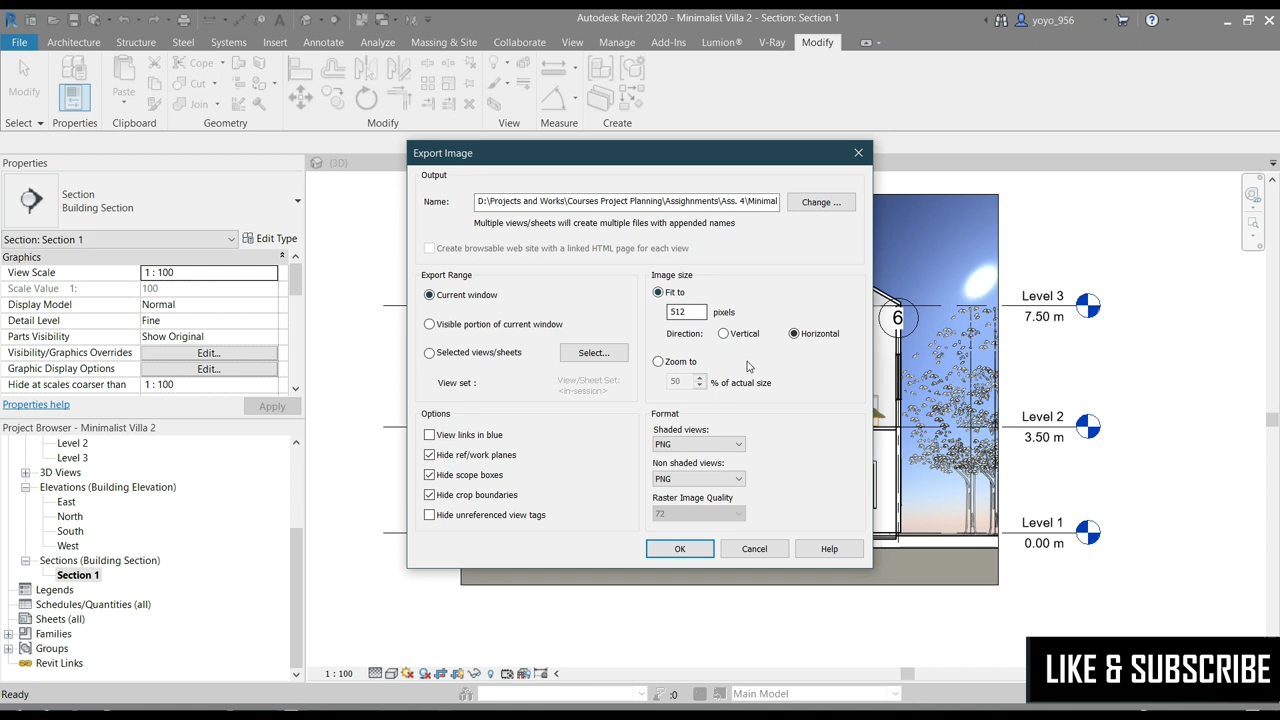 Autodesk Revit 2020 - Minimalist Villa 2 - Section: Section 1
yoyo_956
File Architecture Structure Steel Systems Insert Annotate Analyze Massing & Site Collaborate View Manage Add-Ins Lumion® V-Ray Modify
Modify
Paste
Cope
Cut
Join
Select Properties Clipboard Geometry Modify View Measure Create
Properties
Section
Building Section
Section: Section 1
Edit Type
Graphics
View Scale 1 : 100
Scale Value 1: 100
Display Model Normal
Detail Level Fine
Parts Visibility Show Original
Visibility/Graphics Overrides Edit...
Graphic Display Options Edit...
Hide at scales coarser than 1 : 100
Properties help
Apply
Project Browser - Minimalist Villa 2
Level 2
Level 3
3D Views
Elevations (Building Elevation)
East
North
South
West
Sections (Building Section)
Section 1
Legends
Schedules/Quantities (all)
Sheets (all)
Families
Groups
Revit Links
Ready
{3D}
Export Image
Output
Name:
D:\Projects and Works\Courses Project Planning\Assighnments\Ass. 4\Minimal
Change ...
Multiple views/sheets will create multiple files with appended names
Create browsable web site with a linked HTML page for each view
Export Range
Current window
Visible portion of current window
Selected views/sheets
Select...
View set :
View/Sheet Set:
<in-session>
Image size
Fit to
512 pixels
Direction: Vertical Horizontal
Zoom to
50 % of actual size
Options
View links in blue
Hide ref/work planes
Hide scope boxes
Hide crop boundaries
Hide unreferenced view tags
Format
Shaded views:
PNG
Non shaded views:
PNG
Raster Image Quality
72
OK Cancel Help
6
Level 3
7.50 m
Level 2
3.50 m
Level 1
0.00 m
1 : 100
:0
Main Model
LIKE & SUBSCRIBE